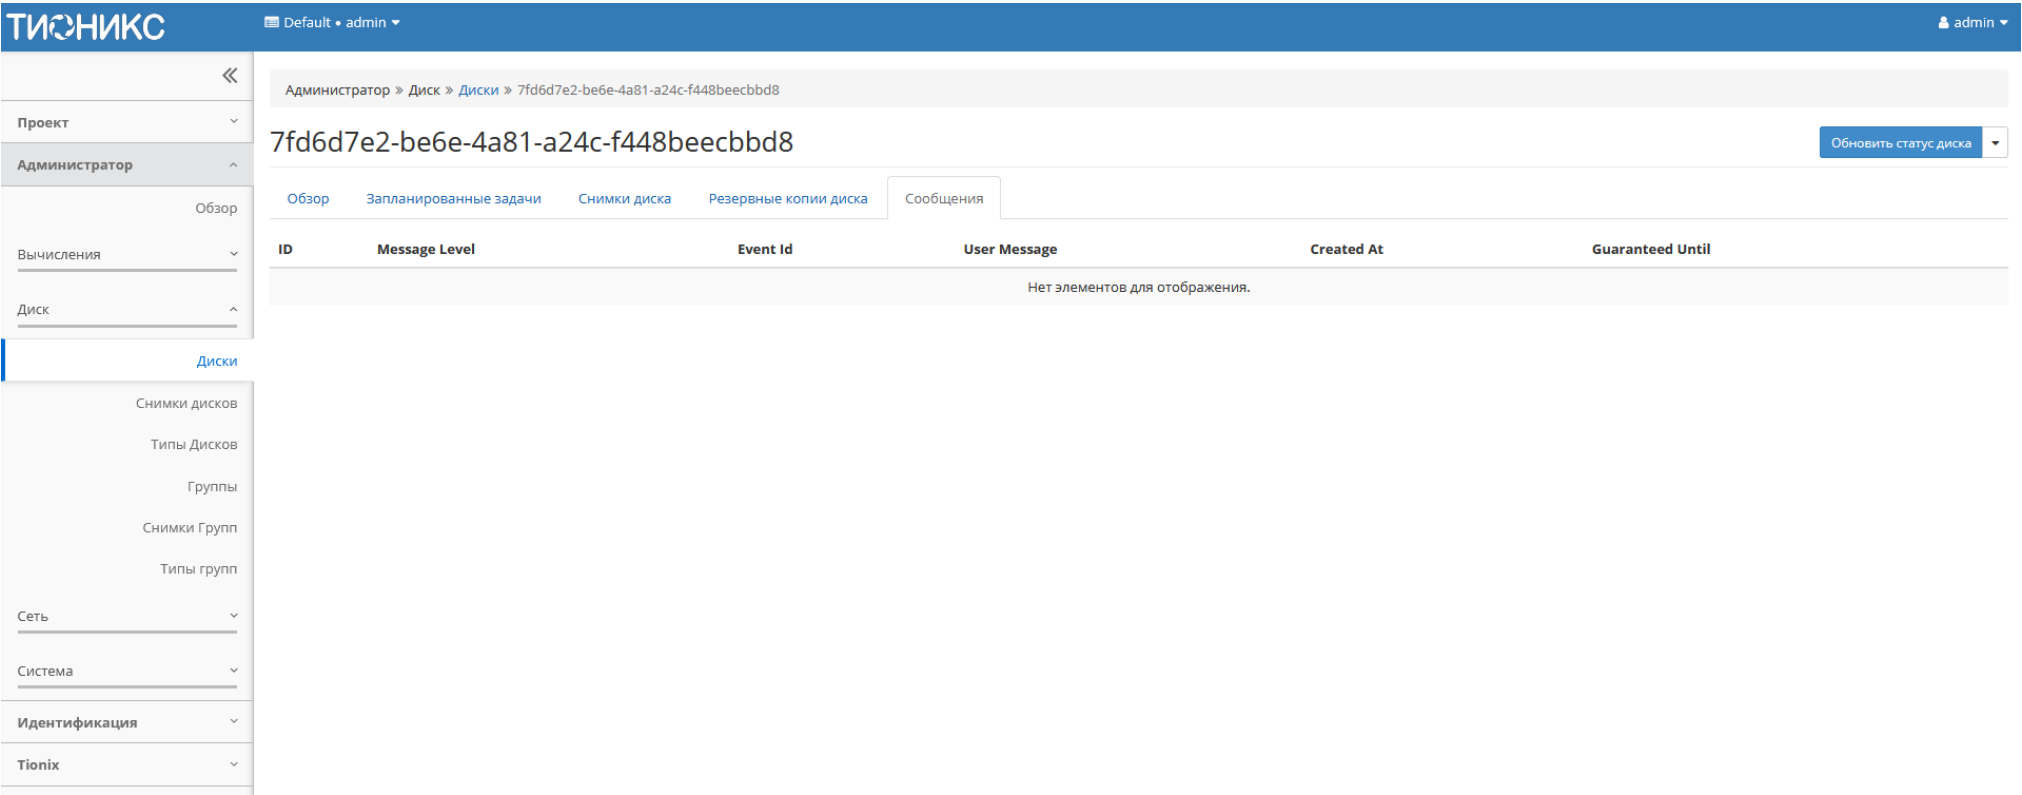 ТИОНИКС
Default • admin
admin
Администратор » Диск » Диски » 7fd6d7e2-be6e-4a81-a24c-f448beecbbd8
7fd6d7e2-be6e-4a81-a24c-f448beecbbd8
Обновить статус диска
Проект
Администратор
Обзор
Вычисления
Диск
Диски
Снимки дисков
Типы Дисков
Группы
Снимки Групп
Типы групп
Сеть
Система
Идентификация
Tionix
Обзор Запланированные задачи Снимки диска Резервные копии диска Сообщения
ID Message Level Event Id User Message Created At Guaranteed Until
Нет элементов для отображения.